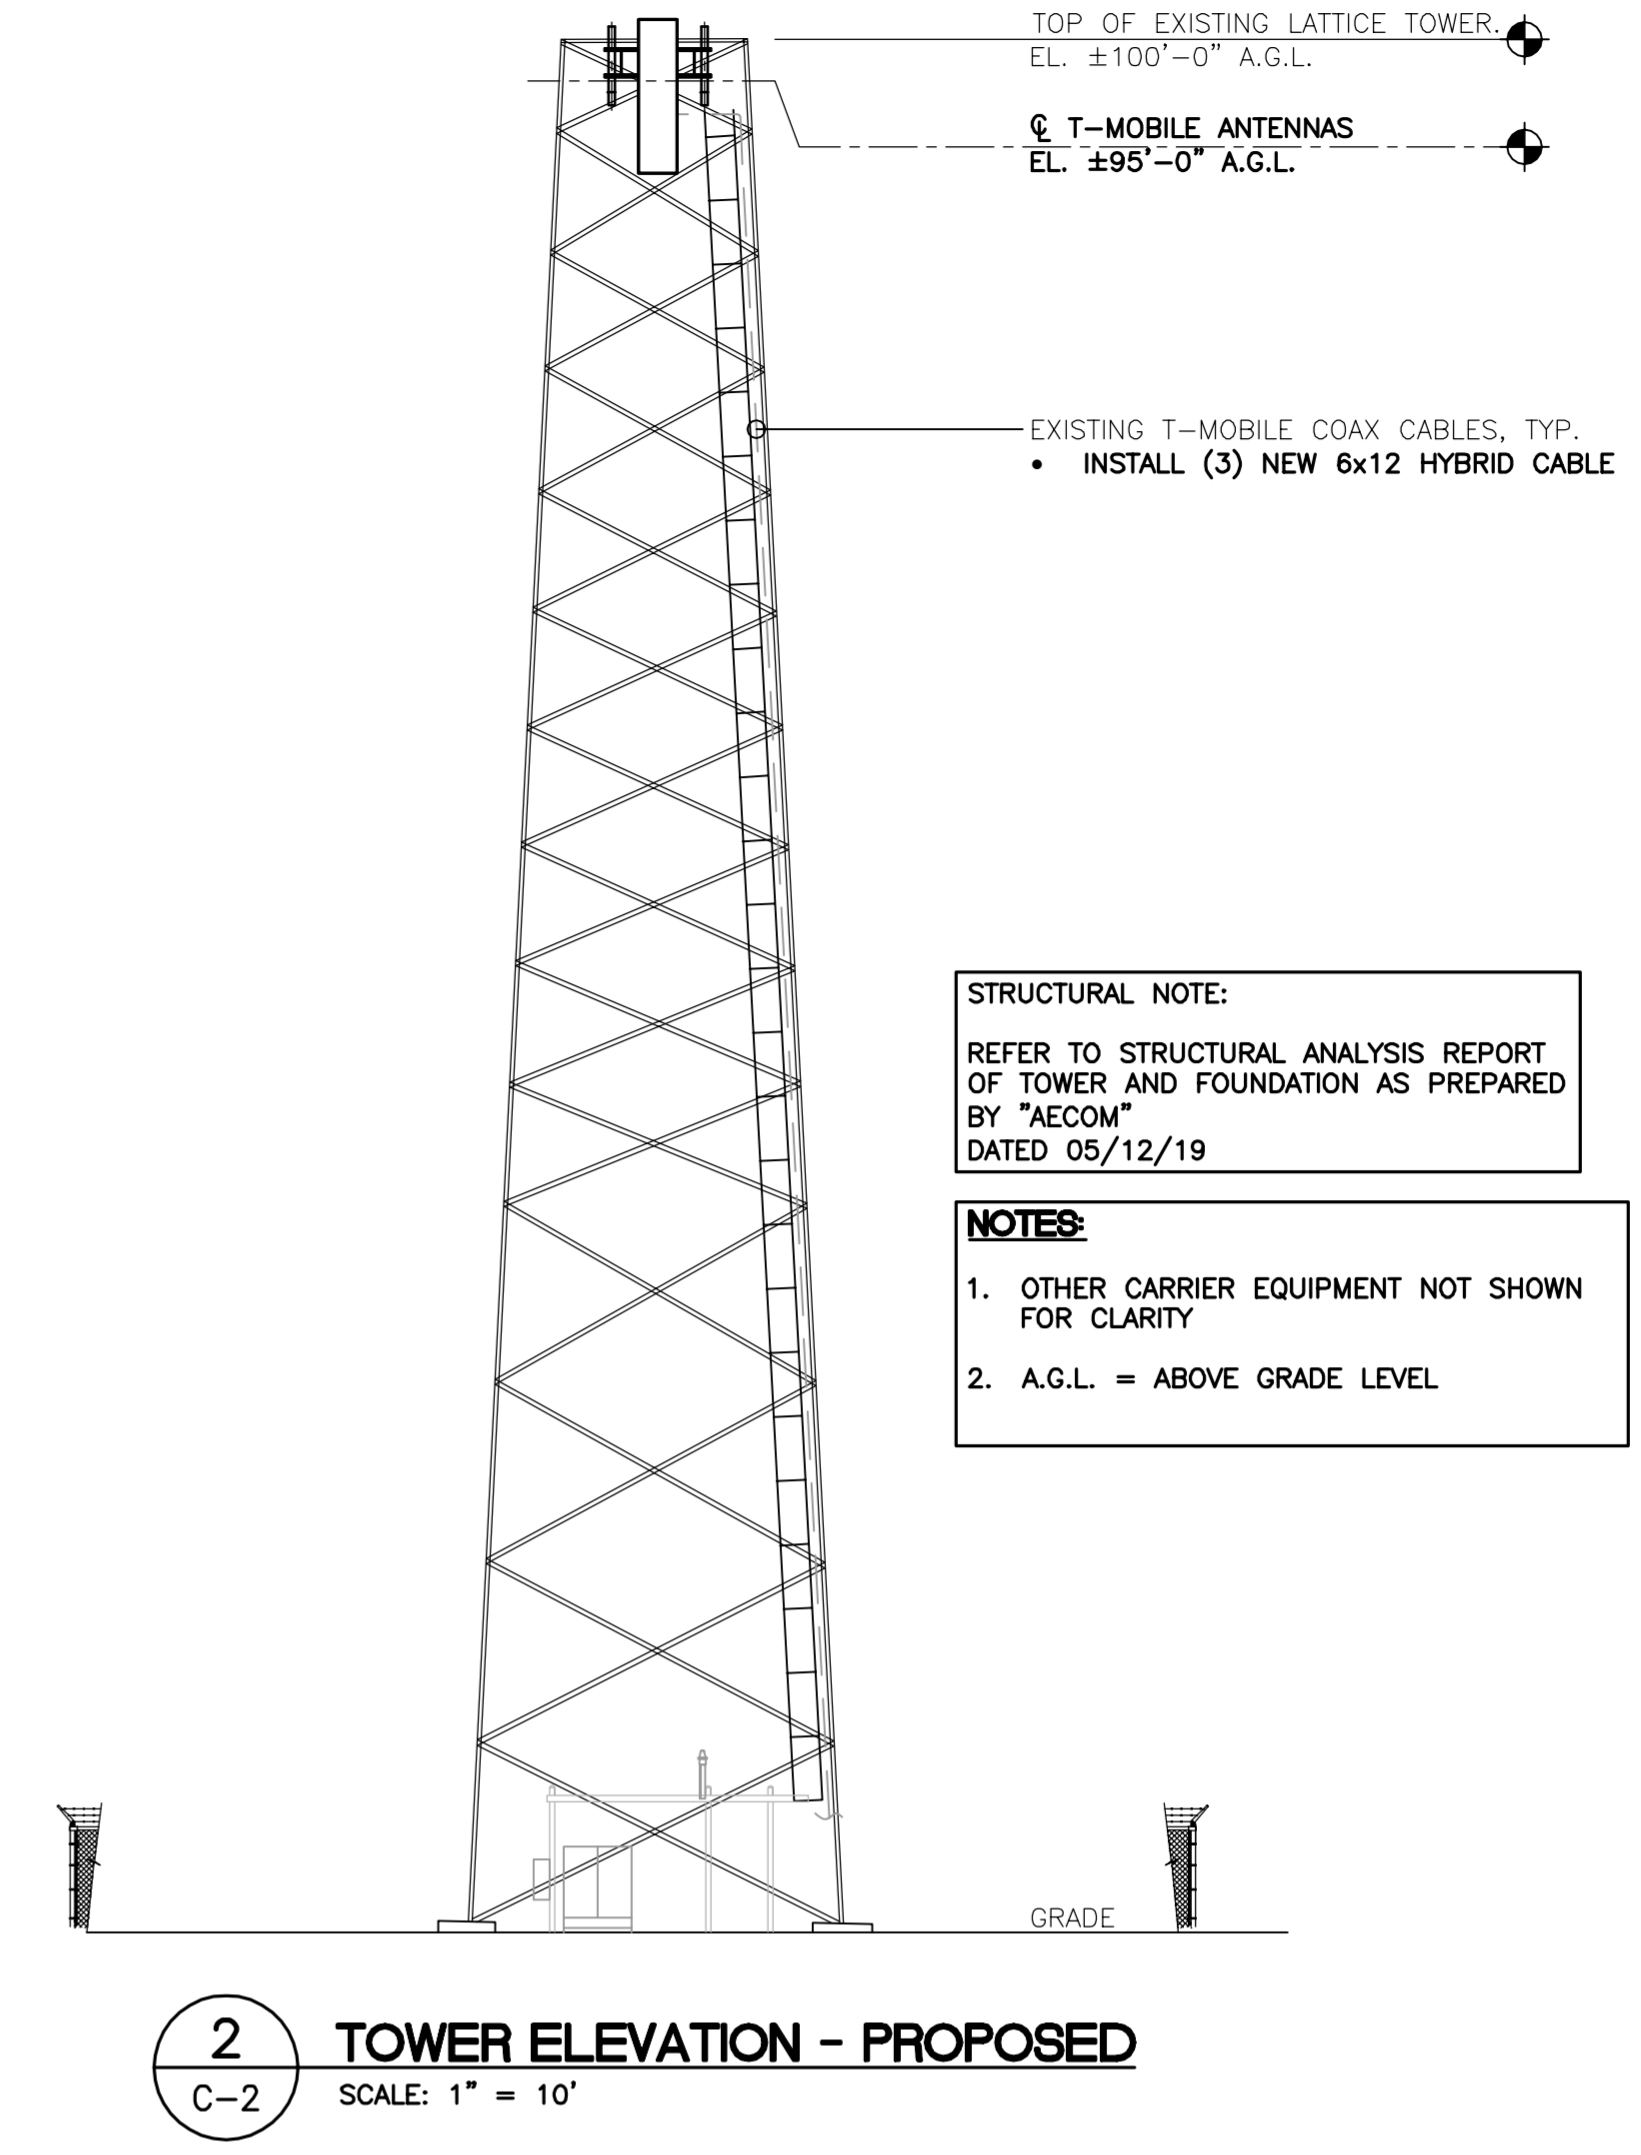 TOP OF EXISTING LATTICE TOWER.
EL. ±100'-0" A.G.L.
℄ T-MOBILE ANTENNAS
EL. ±95'-0" A.G.L.
EXISTING T-MOBILE COAX CABLES, TYP.
• INSTALL (3) NEW 6x12 HYBRID CABLE
STRUCTURAL NOTE:
REFER TO STRUCTURAL ANALYSIS REPORT
OF TOWER AND FOUNDATION AS PREPARED
BY "AECOM"
DATED 05/12/19
NOTES:
1. OTHER CARRIER EQUIPMENT NOT SHOWN
FOR CLARITY
2. A.G.L. = ABOVE GRADE LEVEL
GRADE
2
C-2
TOWER ELEVATION - PROPOSED
SCALE: 1" = 10'